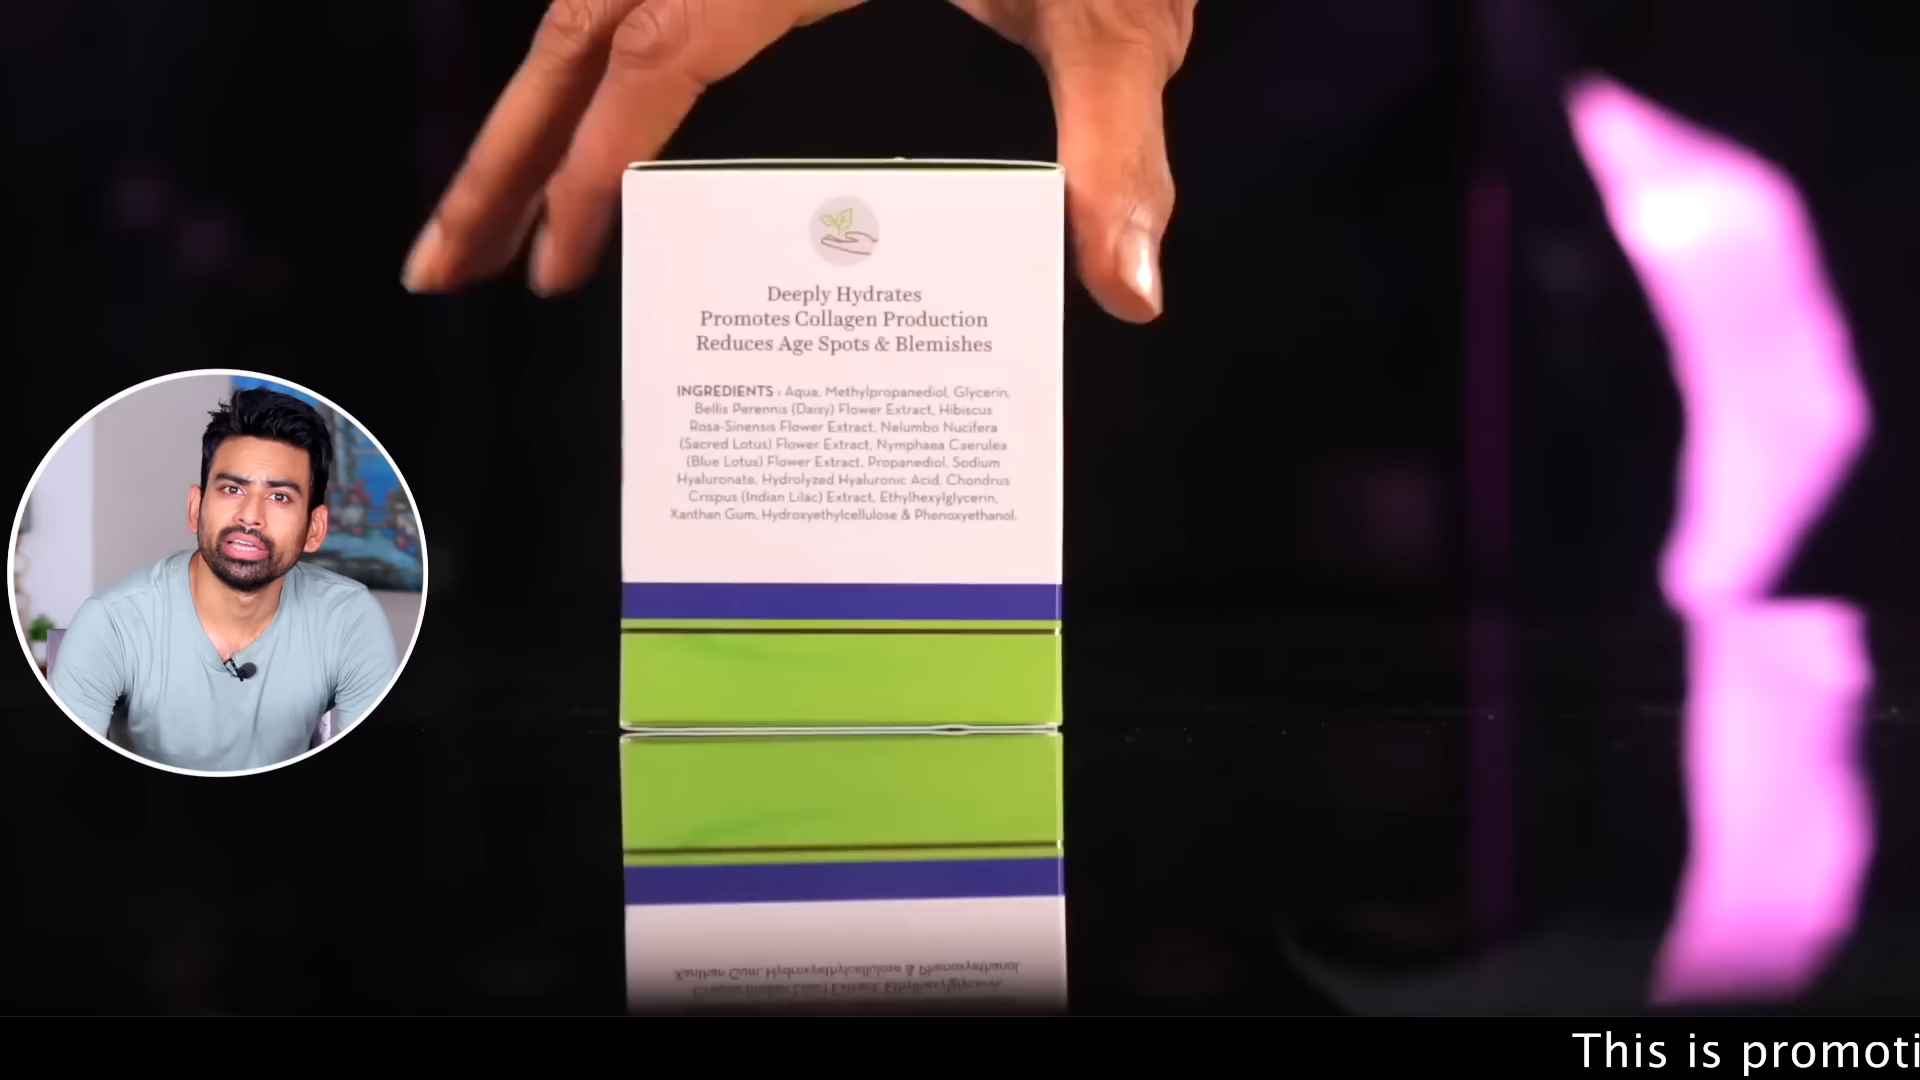 Deeply Hydrates
Promotes Collagen Production
Reduces Age Spots & Blemishes
INGREDIENTS : Aqua, Methylpropanediol, Glycerin,
Bellis Perennis (Daisy) Flower Extract, Hibiscus
Rosa-Sinensis Flower Extract, Nelumbo Nucifera
(Sacred Lotus) Flower Extract, Nymphaea Caerulea
(Blue Lotus) Flower Extract, Propanediol, Sodium
Hyaluronate, Hydrolyzed Hyaluronic Acid, Chondrus
Crispus (Indian Lilac) Extract, Ethylhexylglycerin,
Xanthan Gum, Hydroxyethylcellulose & Phenoxyethanol.
This is promoti